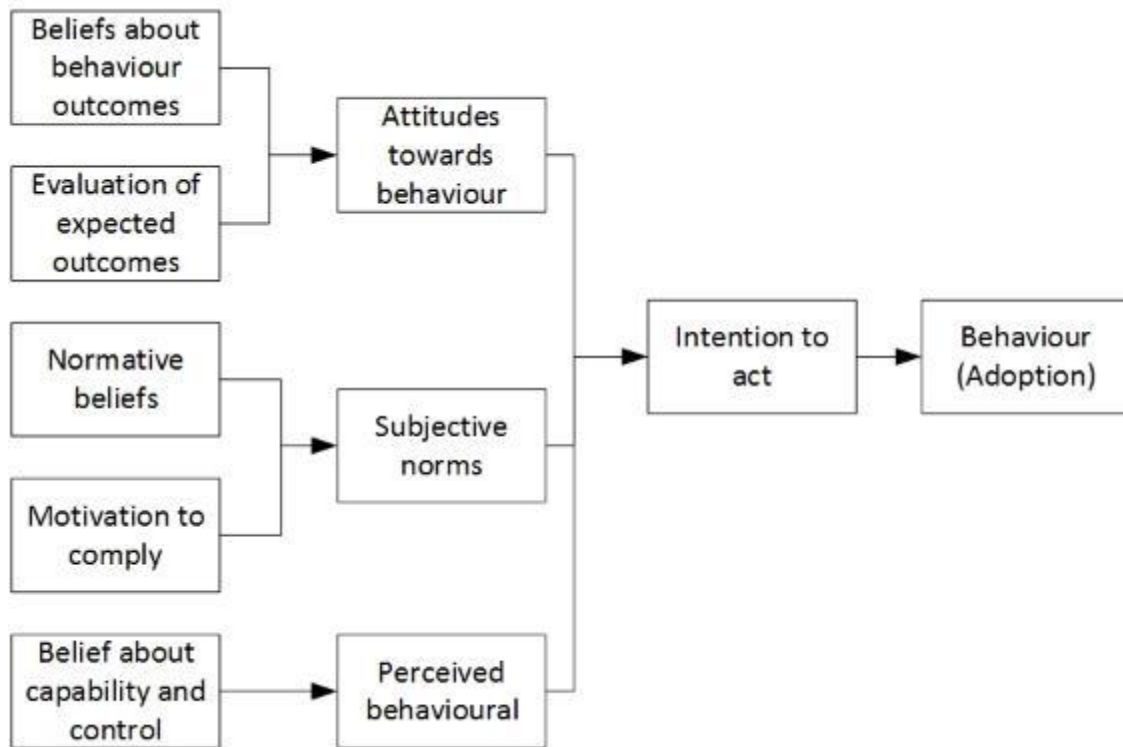 Beliefs about
behaviour
outcomes
Evaluation of
expected
outcomes
Attitudes
towards
behaviour
Normative
beliefs
Motivation to
comply
Subjective
norms
Belief about
capability and
control
Perceived
behavioural
Intention to
act
Behaviour
(Adoption)